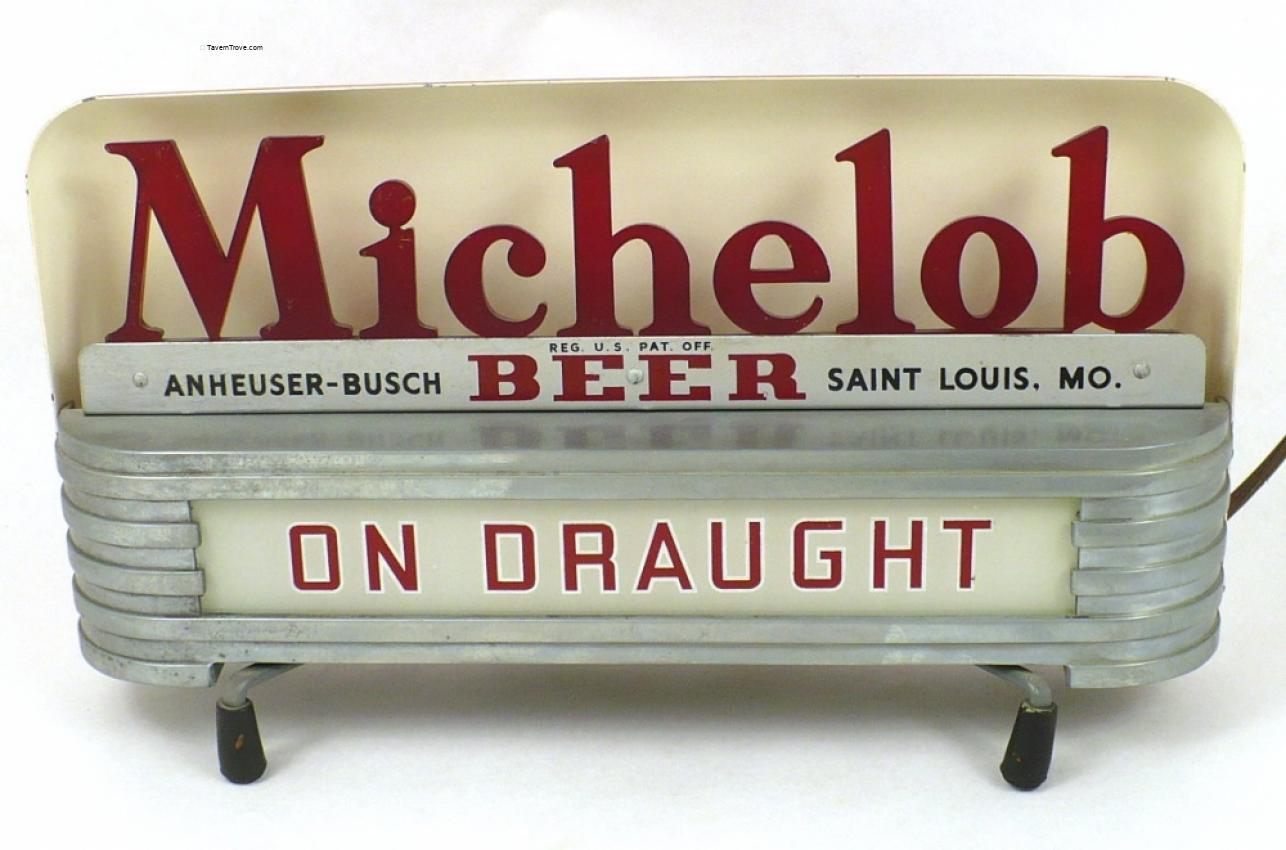 TavernTrove.com
Michelob
REG. U.S. PAT. OFF.
ANHEUSER-BUSCH BEER SAINT LOUIS, MO.
ON DRAUGHT